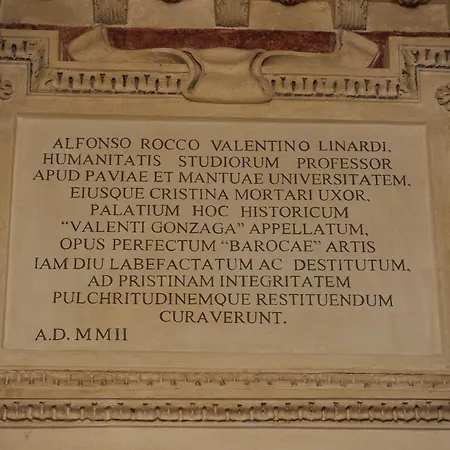 ALFONSO ROCCO VALENTINO LINARDI,
HUMANITATIS STUDIORUM PROFESSOR
APUD PAVIAE ET MANTUAE UNIVERSITATEM,
EIUSQUE CRISTINA MORTARI UXOR,
PALATIUM HOC HISTORICUM
“VALENTI GONZAGA” APPELLATUM,
OPUS PERFECTUM “BAROCAE” ARTIS
IAM DIU LABEFACTATUM AC DESTITUTUM,
AD PRISTINAM INTEGRITATEM
PULCHRITUDINEMQUE RESTITUENDUM
CURAVERUNT.
A.D. MMII